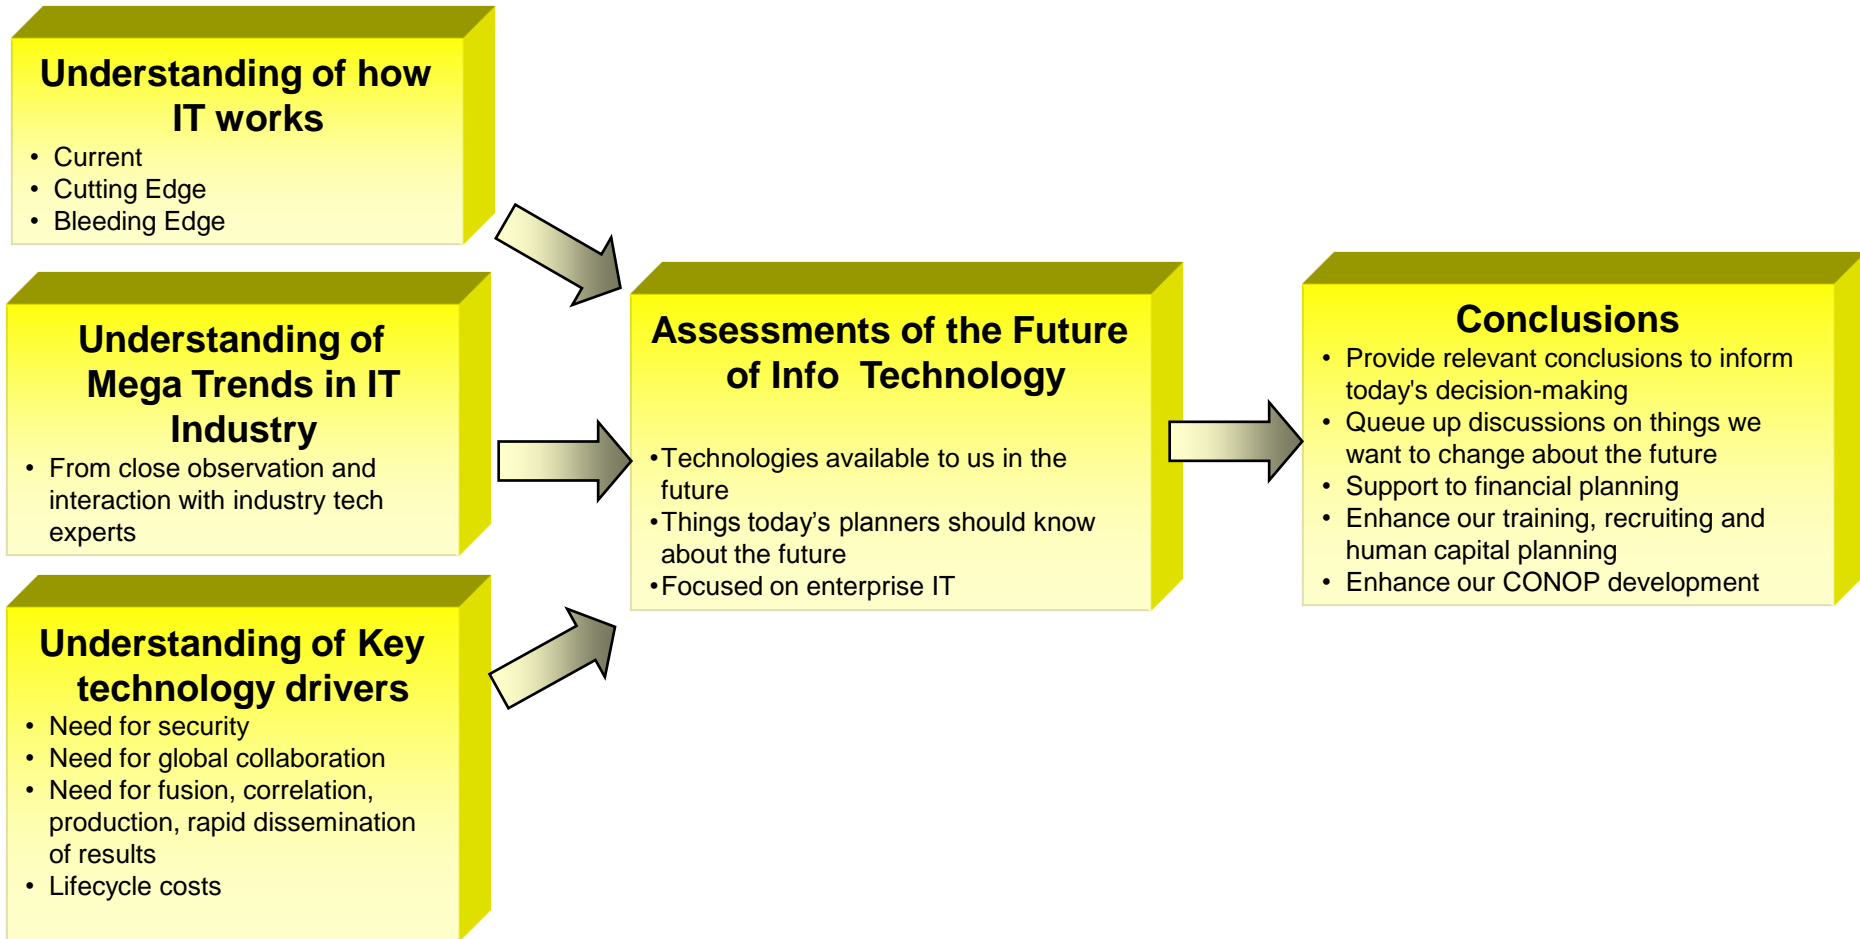 Understanding of how
IT works
• Current
• Cutting Edge
• Bleeding Edge
Understanding of
Mega Trends in IT
Industry
• From close observation and
interaction with industry tech
experts
Understanding of Key
technology drivers
• Need for security
• Need for global collaboration
• Need for fusion, correlation,
production, rapid dissemination
of results
• Lifecycle costs
Assessments of the Future
of Info  Technology
•Technologies available to us in the
future
•Things today’s planners should know
about the future
•Focused on enterprise IT
Conclusions
• Provide relevant conclusions to inform
today's decision-making
• Queue up discussions on things we
want to change about the future
• Support to financial planning
• Enhance our training, recruiting and
human capital planning
• Enhance our CONOP development